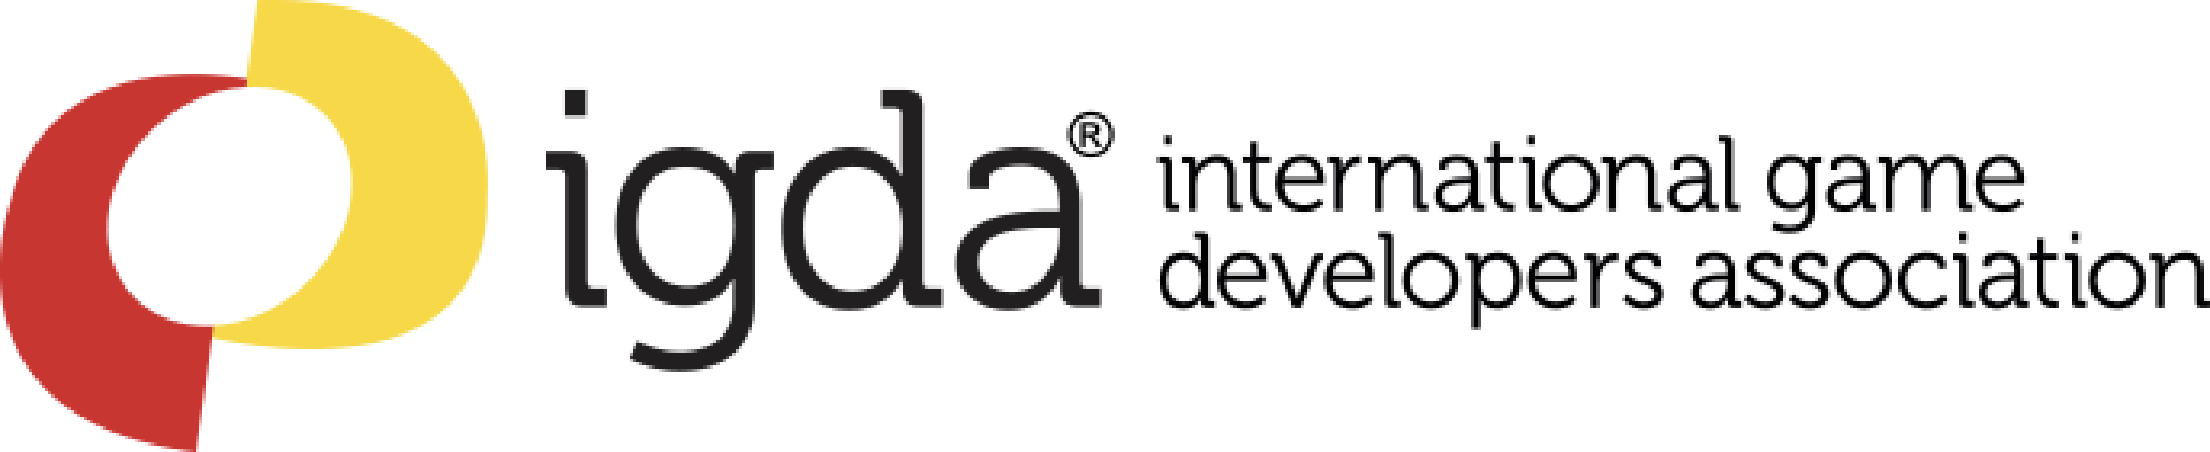 igda®
international game
developers association